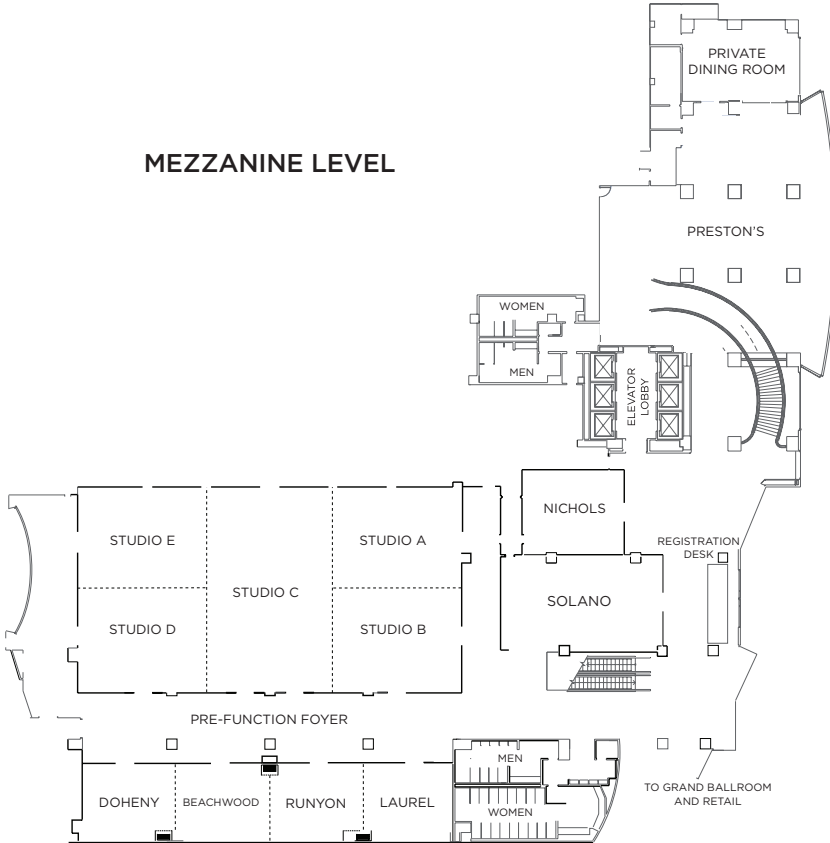 PRIVATE
DINING ROOM
MEZZANINE LEVEL
PRESTON'S
WOMEN
MEN
ELEVATOR
LOBBY
NICHOLS
STUDIO E
STUDIO A
REGISTRATION
DESK
STUDIO C
SOLANO
STUDIO D
STUDIO B
PRE-FUNCTION FOYER
MEN
DOHENY
BEACHWOOD
RUNYON
LAUREL
WOMEN
TO GRAND BALLROOM
AND RETAIL